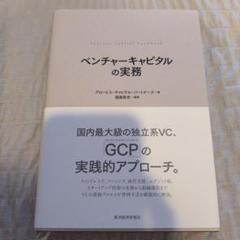 Venture Capital Handbook
ベンチャーキャピタル
の実務
グロービス・キャピタル・パートナーズ 著
福島智史 編著
国内最大級の独立系VC、
GCPの
実践的アプローチ。
東洋経済新報社